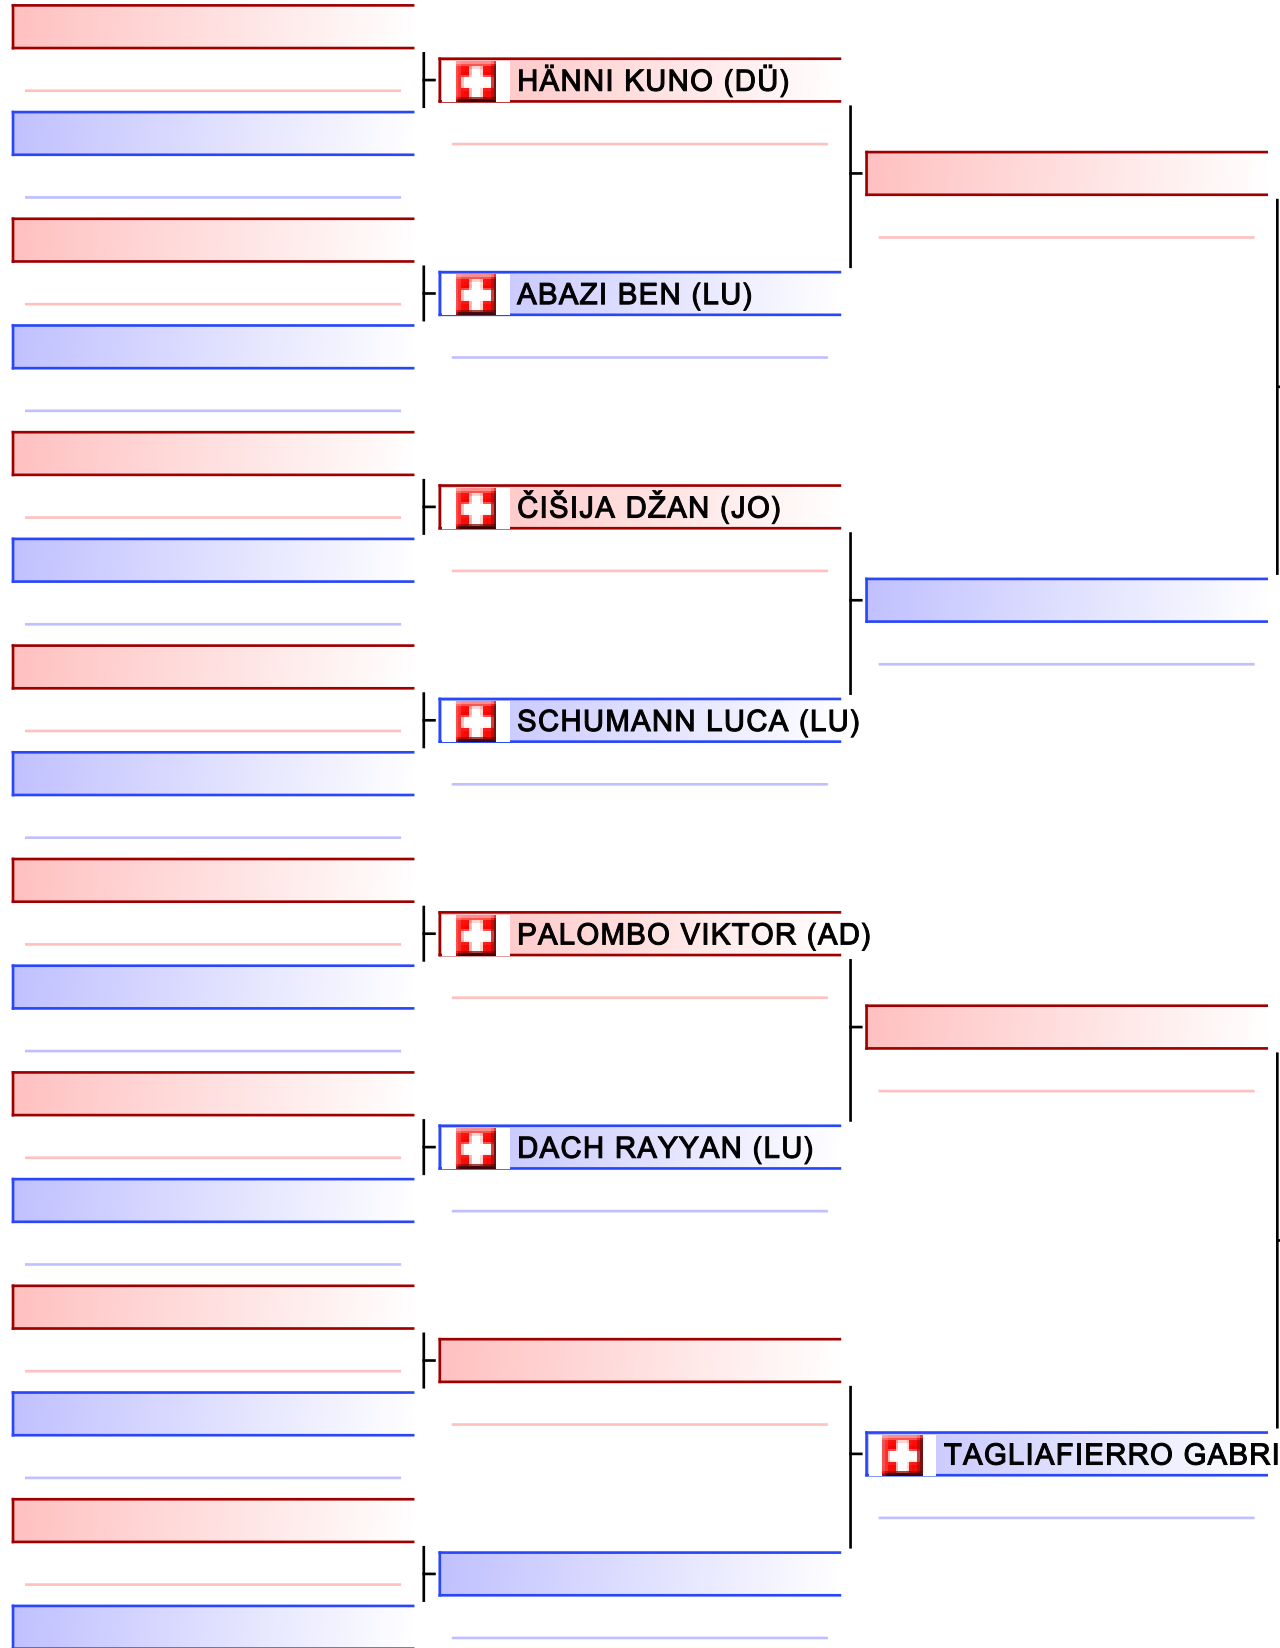 HÄNNI KUNO (DÜ)
ABAZI BEN (LU)
ČIŠIJA DŽAN (JO)
SCHUMANN LUCA (LU)
PALOMBO VIKTOR (AD)
DACH RAYYAN (LU)
TAGLIAFIERRO GABRI